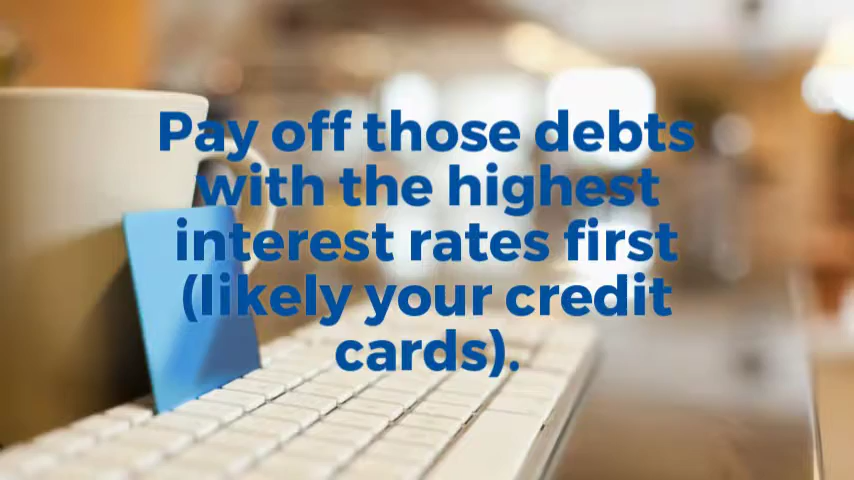 Pay off those debts
with the highest
interest rates first
(likely your credit
cards).